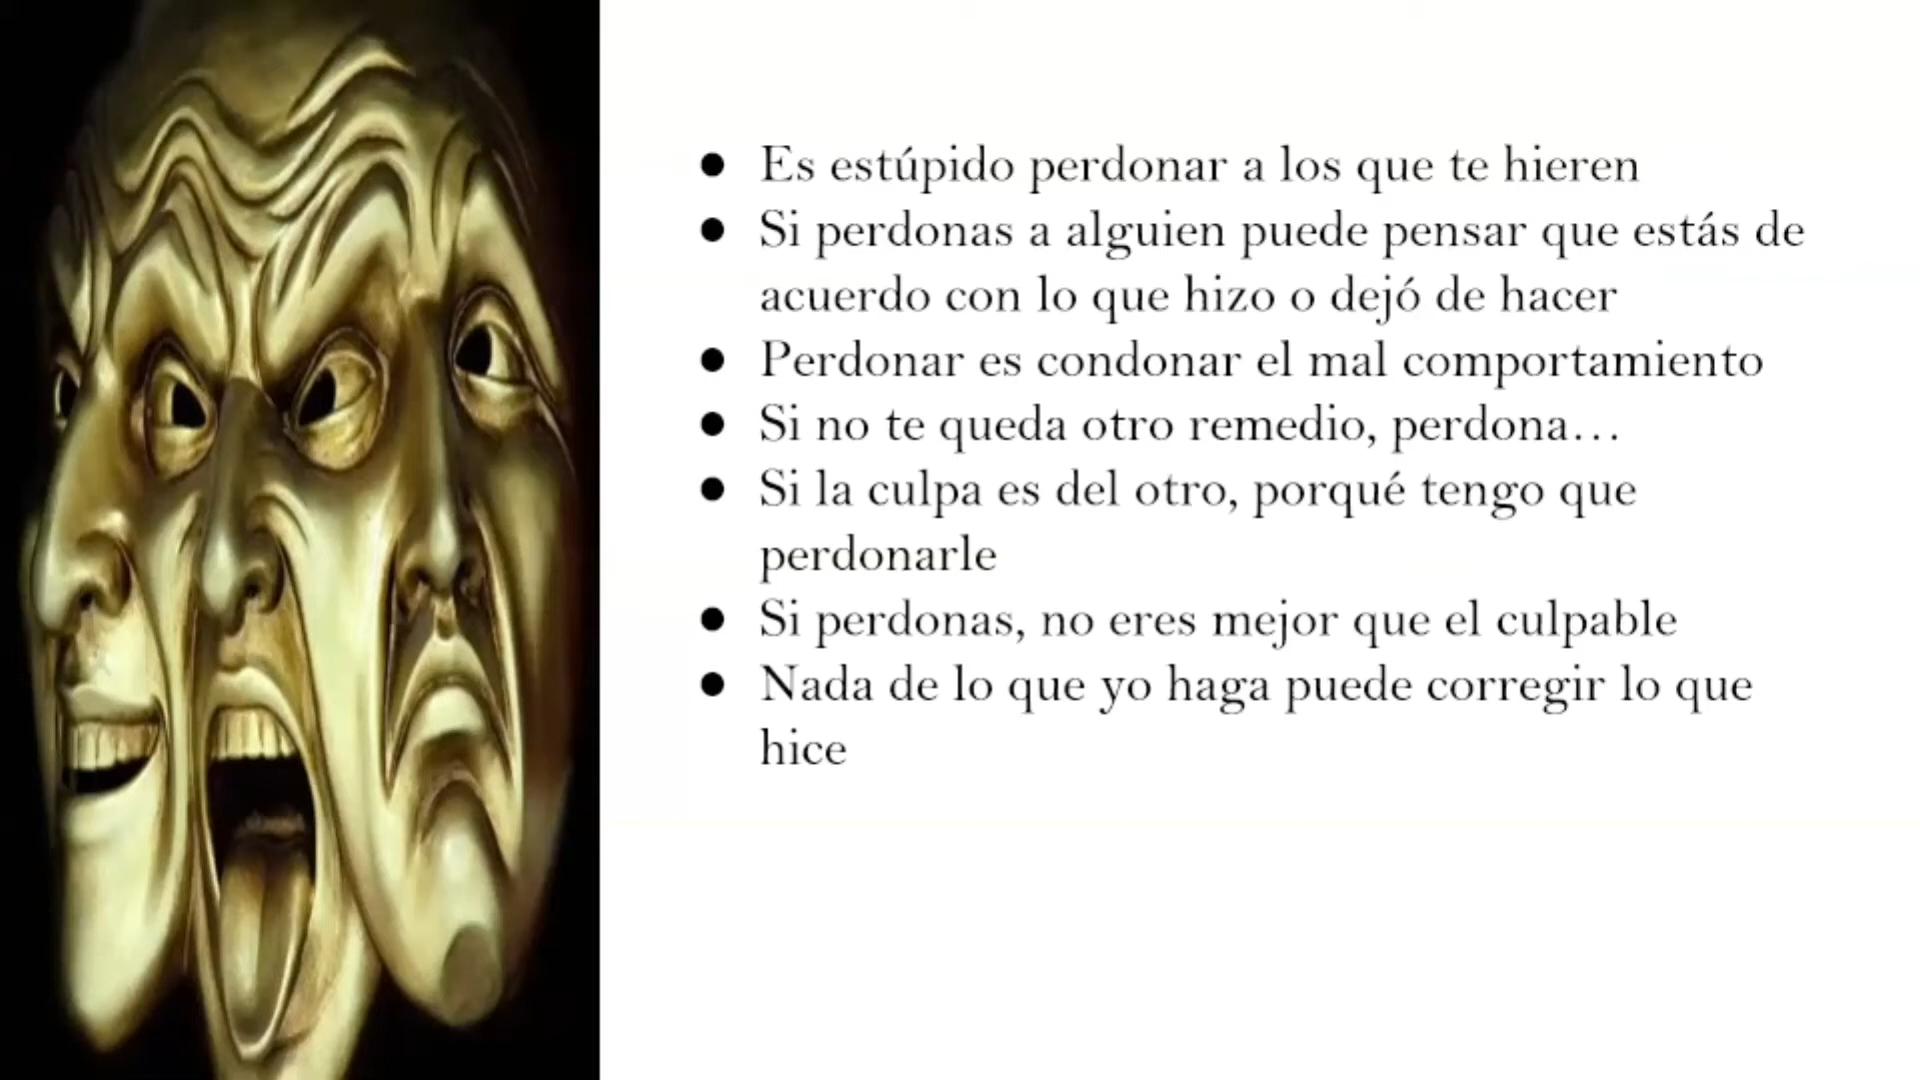 ● Es estúpido perdonar a los que te hieren
● Si perdonas a alguien puede pensar que estás de
acuerdo con lo que hizo o dejó de hacer
● Perdonar es condonar el mal comportamiento
● Si no te queda otro remedio, perdona…
● Si la culpa es del otro, porqué tengo que
perdonarle
● Si perdonas, no eres mejor que el culpable
● Nada de lo que yo haga puede corregir lo que
hice